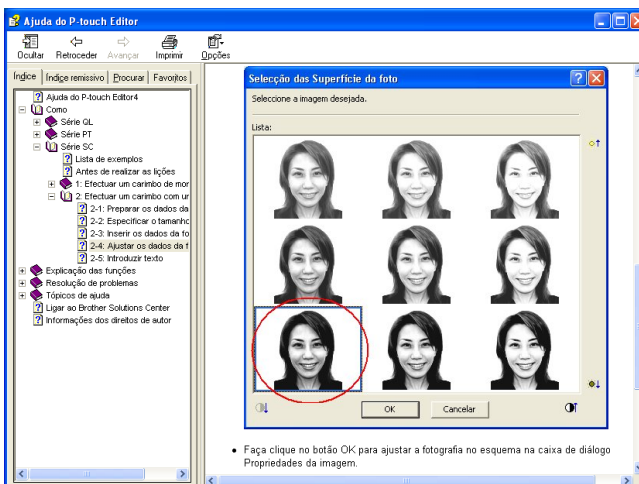 Ajuda do P-touch Editor
Ocultar Retroceder Avançar Imprimir Opções
Índice Índice remissivo Procurar Favoritos
Ajuda do P-touch Editor4
Como
Série QL
Série PT
Série SC
Lista de exemplos
Antes de realizar as lições
1: Efectuar um carimbo de mor
2: Efectuar um carimbo com ur
2-1: Preparar os dados da
2-2: Especificar o tamanho
2-3: Inserir os dados da fo
2-4: Ajustar os dados da f
2-5: Introduzir texto
Explicação das funções
Resolução de problemas
Tópicos de ajuda
Ligar ao Brother Solutions Center
Informações dos direitos de autor
Selecção das Superfície da foto
Seleccione a imagem desejada.
Lista:
OK Cancelar
Faça clique no botão OK para ajustar a fotografia no esquema na caixa de diálogo
Propriedades da imagem.